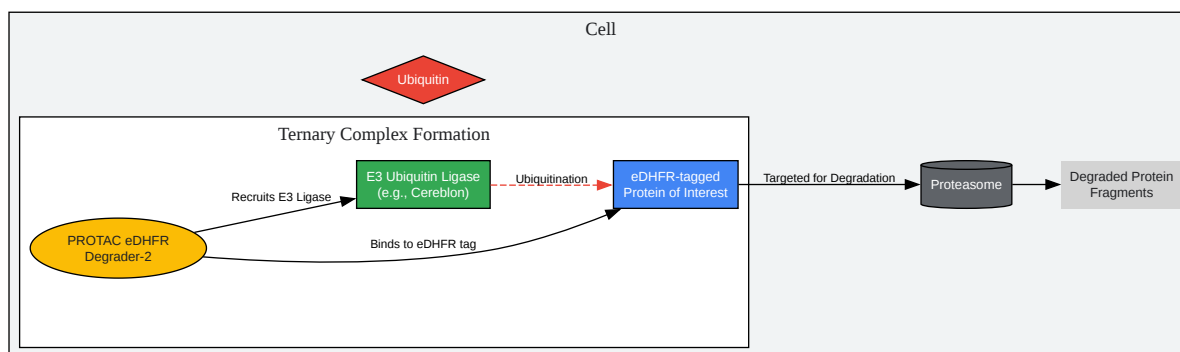 Cell
Ubiquitin
Ternary Complex Formation
E3 Ubiquitin Ligase
(e.g., Cereblon)
Ubiquitination
eDHFR-tagged
Protein of Interest
Targeted for Degradation
Proteasome
Degraded Protein
Fragments
Recruits E3 Ligase
PROTAC eDHFR
Degrader-2
Binds to eDHFR tag